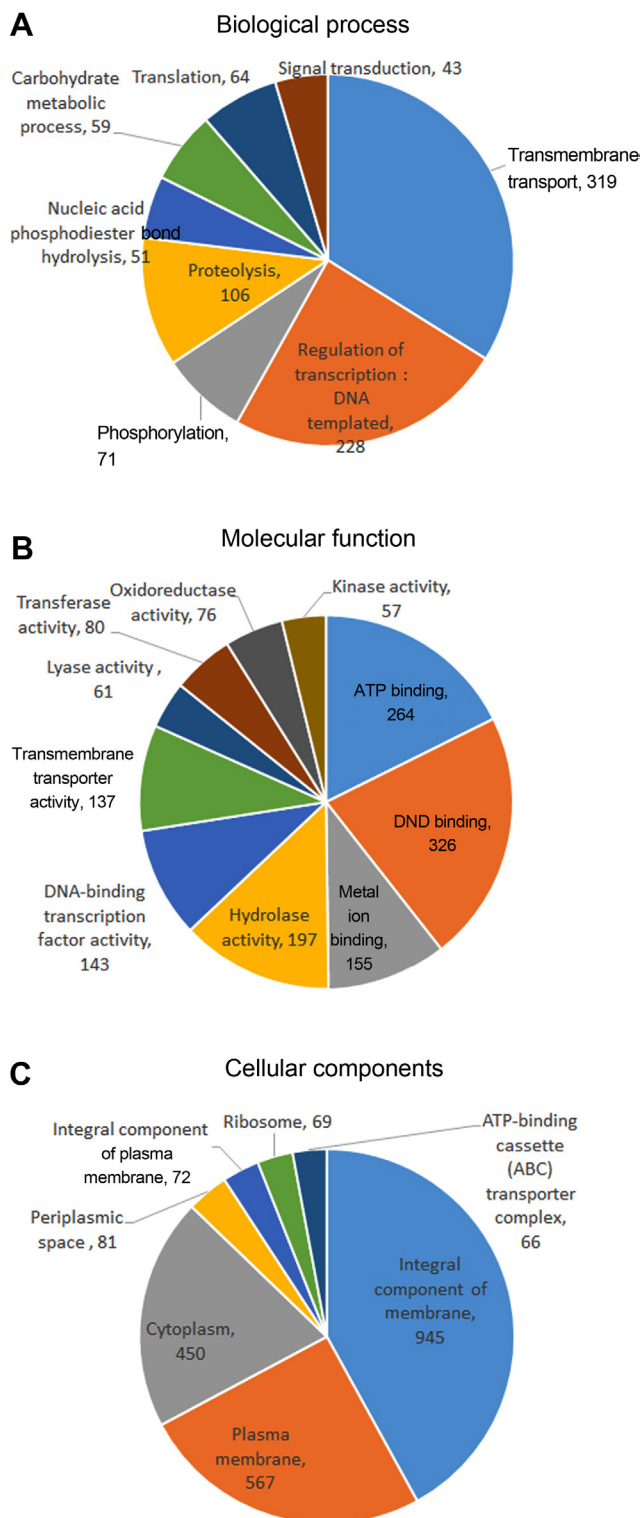 A
Biological process
Signal transduction, 43
Translation, 64
Carbohydrate
metabolic
process, 59
Transmembrane
transport, 319
Nucleic acid
phosphodiester bond
hydrolysis, 51
Proteolysis,
106
Regulation of
transcription :
DNA
templated,
228
Phosphorylation,
71
B
Molecular function
Oxidoreductase
activity, 76
Kinase activity,
57
Transferase
activity, 80
Lyase activity ,
61
ATP binding,
264
Transmembrane
transporter
activity, 137
DND binding,
326
DNA-binding
transcription
factor activity,
143
Hydrolase
activity, 197
Metal
ion
binding,
155
C
Cellular components
Integral component
of plasma
membrane, 72
Ribosome, 69
ATP-binding
cassette
(ABC)
transporter
complex,
66
Periplasmic
space , 81
Integral
component of
membrane,
945
Cytoplasm,
450
Plasma
membrane,
567